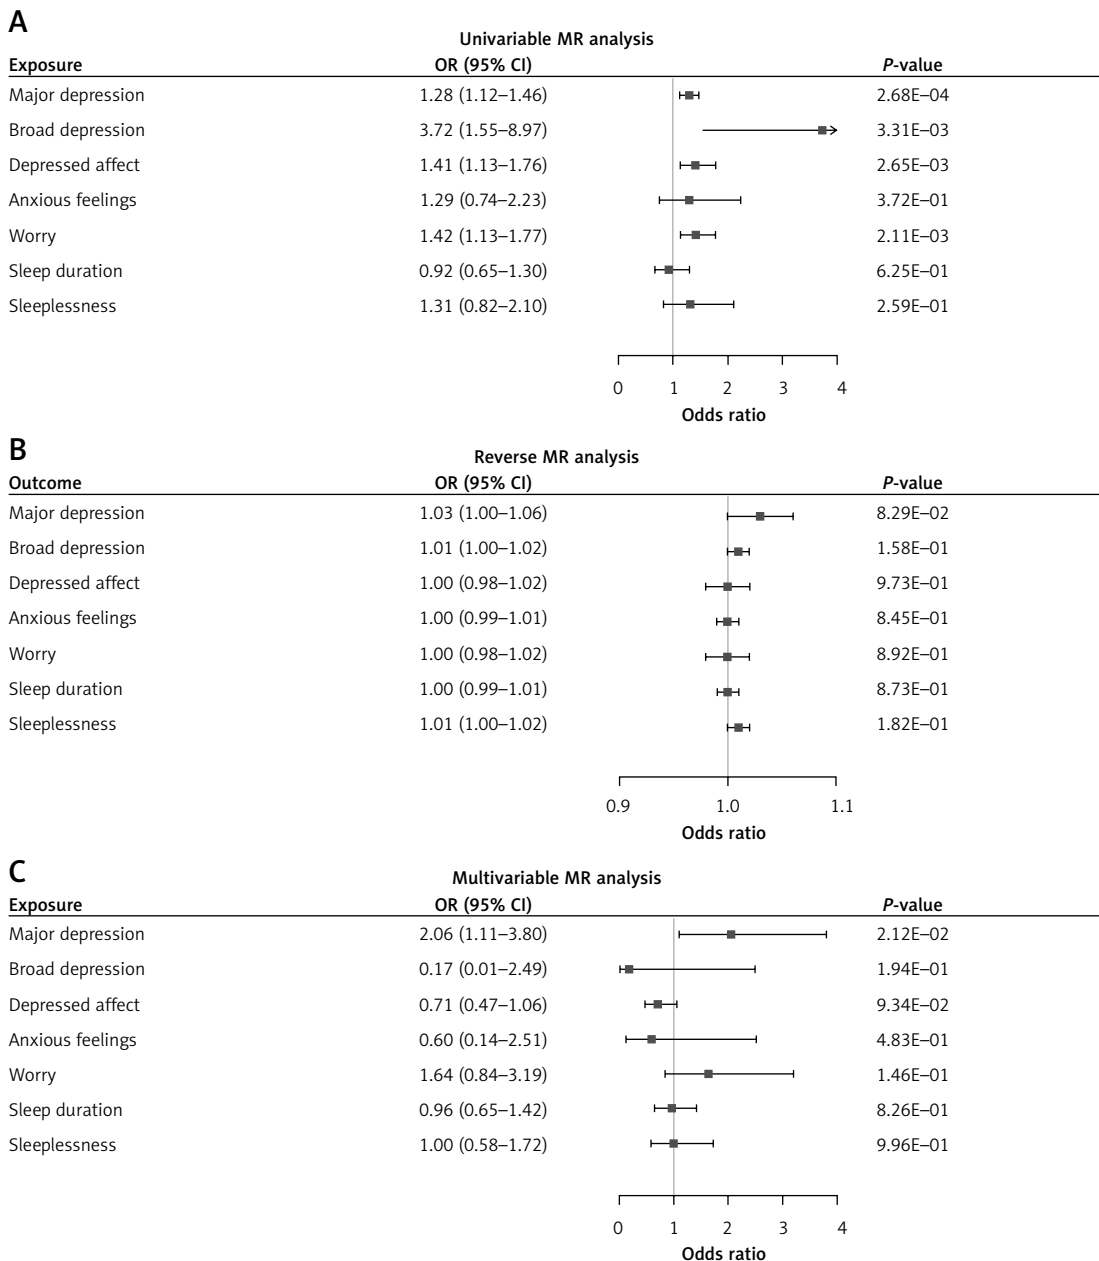 A
Univariable MR analysis
Exposure OR (95% CI) P-value
Major depression 1.28 (1.12–1.46) 2.68E–04
Broad depression 3.72 (1.55–8.97) 3.31E–03
Depressed affect 1.41 (1.13–1.76) 2.65E–03
Anxious feelings 1.29 (0.74–2.23) 3.72E–01
Worry 1.42 (1.13–1.77) 2.11E–03
Sleep duration 0.92 (0.65–1.30) 6.25E–01
Sleeplessness 1.31 (0.82–2.10) 2.59E–01
0 1 2 3 4
Odds ratio
B
Reverse MR analysis
Outcome OR (95% CI) P-value
Major depression 1.03 (1.00–1.06) 8.29E–02
Broad depression 1.01 (1.00–1.02) 1.58E–01
Depressed affect 1.00 (0.98–1.02) 9.73E–01
Anxious feelings 1.00 (0.99–1.01) 8.45E–01
Worry 1.00 (0.98–1.02) 8.92E–01
Sleep duration 1.00 (0.99–1.01) 8.73E–01
Sleeplessness 1.01 (1.00–1.02) 1.82E–01
0.9 1.0 1.1
Odds ratio
C
Multivariable MR analysis
Exposure OR (95% CI) P-value
Major depression 2.06 (1.11–3.80) 2.12E–02
Broad depression 0.17 (0.01–2.49) 1.94E–01
Depressed affect 0.71 (0.47–1.06) 9.34E–02
Anxious feelings 0.60 (0.14–2.51) 4.83E–01
Worry 1.64 (0.84–3.19) 1.46E–01
Sleep duration 0.96 (0.65–1.42) 8.26E–01
Sleeplessness 1.00 (0.58–1.72) 9.96E–01
0 1 2 3 4
Odds ratio